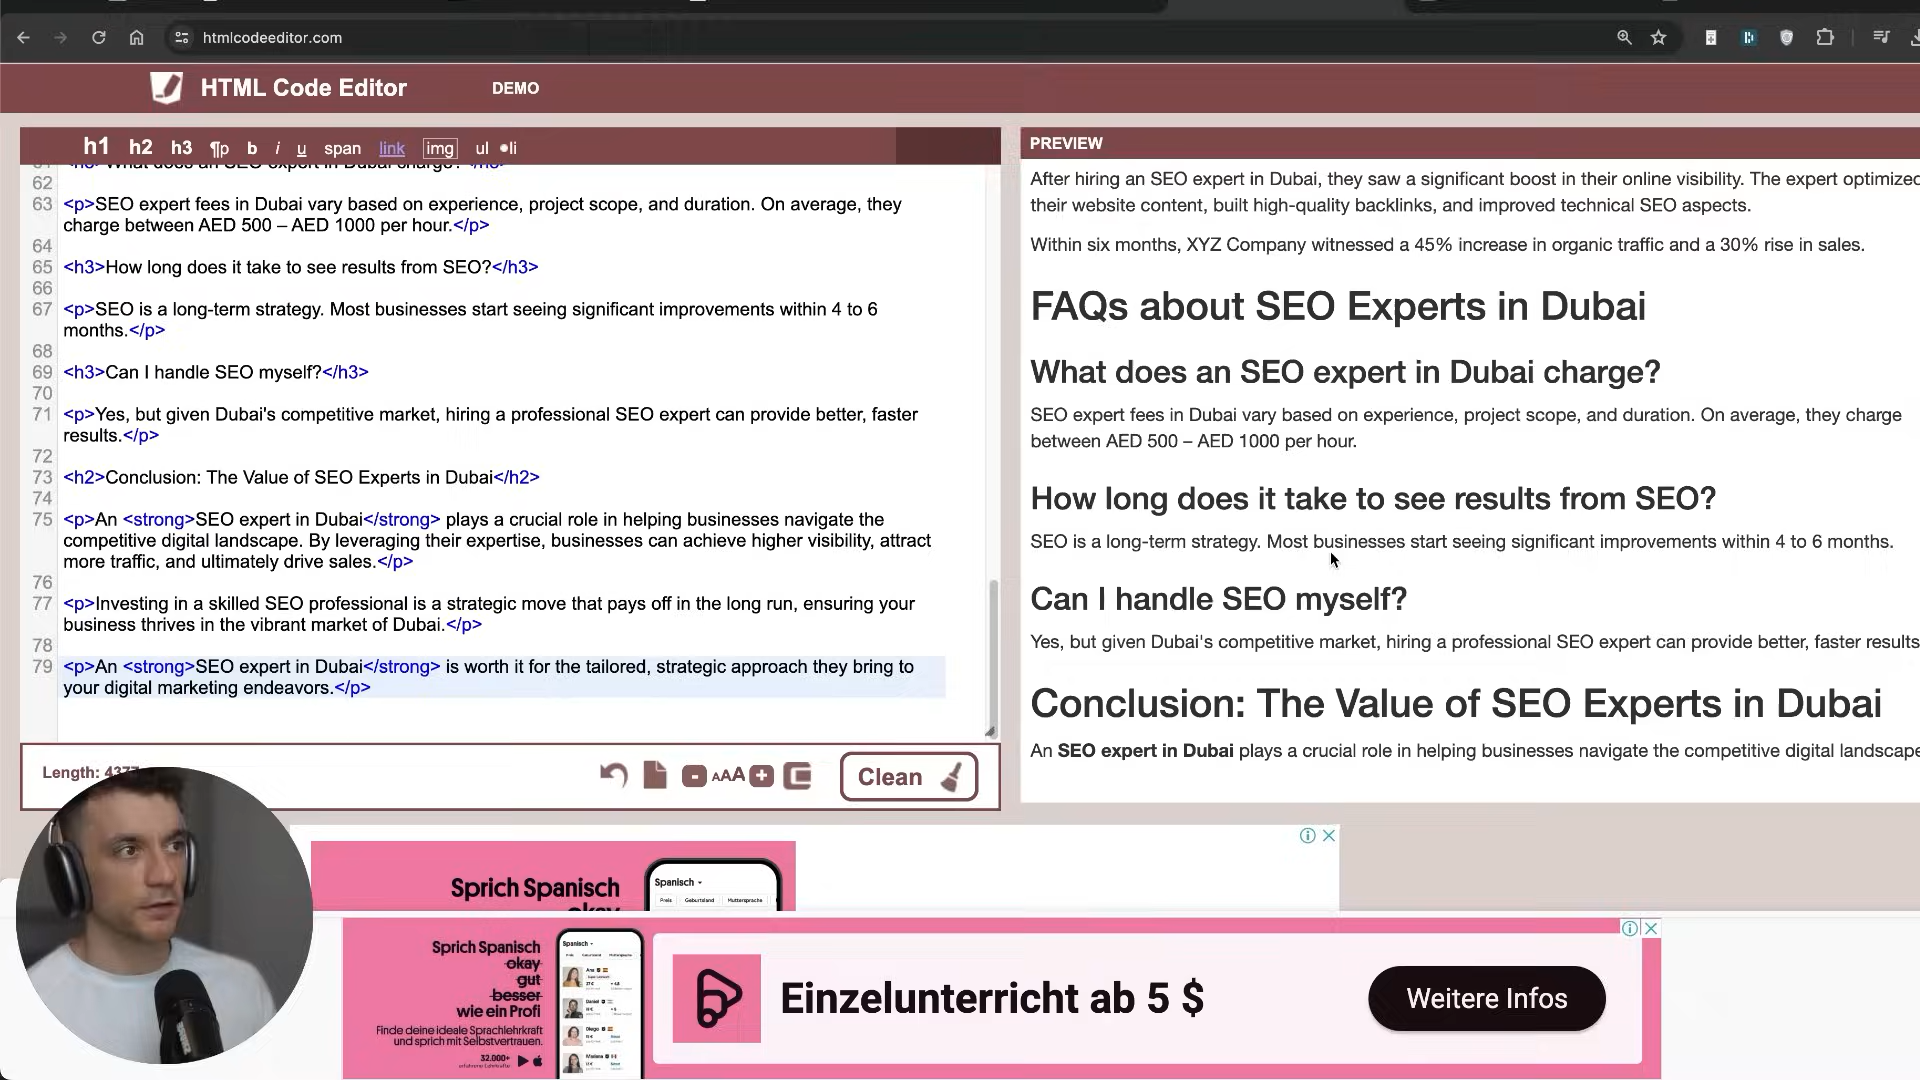 htmlcodeeditor.com
HTML Code Editor
DEMO
h1 h2 h3 ¶p b i u span link img ul •li
62
63 <p>SEO expert fees in Dubai vary based on experience, project scope, and duration. On average, they
charge between AED 500 – AED 1000 per hour.</p>
64
65 <h3>How long does it take to see results from SEO?</h3>
66
67 <p>SEO is a long-term strategy. Most businesses start seeing significant improvements within 4 to 6
months.</p>
68
69 <h3>Can I handle SEO myself?</h3>
70
71 <p>Yes, but given Dubai's competitive market, hiring a professional SEO expert can provide better, faster
results.</p>
72
73 <h2>Conclusion: The Value of SEO Experts in Dubai</h2>
74
75 <p>An <strong>SEO expert in Dubai</strong> plays a crucial role in helping businesses navigate the
competitive digital landscape. By leveraging their expertise, businesses can achieve higher visibility, attract
more traffic, and ultimately drive sales.</p>
76
77 <p>Investing in a skilled SEO professional is a strategic move that pays off in the long run, ensuring your
business thrives in the vibrant market of Dubai.</p>
78
79 <p>An <strong>SEO expert in Dubai</strong> is worth it for the tailored, strategic approach they bring to
your digital marketing endeavors.</p>
Length:
- AAA +
Clean
PREVIEW
After hiring an SEO expert in Dubai, they saw a significant boost in their online visibility. The expert optimized
their website content, built high-quality backlinks, and improved technical SEO aspects.
Within six months, XYZ Company witnessed a 45% increase in organic traffic and a 30% rise in sales.
FAQs about SEO Experts in Dubai
What does an SEO expert in Dubai charge?
SEO expert fees in Dubai vary based on experience, project scope, and duration. On average, they charge
between AED 500 – AED 1000 per hour.
How long does it take to see results from SEO?
SEO is a long-term strategy. Most businesses start seeing significant improvements within 4 to 6 months.
Can I handle SEO myself?
Yes, but given Dubai's competitive market, hiring a professional SEO expert can provide better, faster results
Conclusion: The Value of SEO Experts in Dubai
An SEO expert in Dubai plays a crucial role in helping businesses navigate the competitive digital landscape
Sprich Spanisch
Spanisch
Preis Geburtsland Muttersprache
Sprich Spanisch
okay
gut
besser
wie ein Profi
Finde deine ideale Sprachlehrkraft
und sprich mit Selbstvertrauen.
32.000+
Spanisch
Einzelunterricht ab 5 $
Weitere Infos